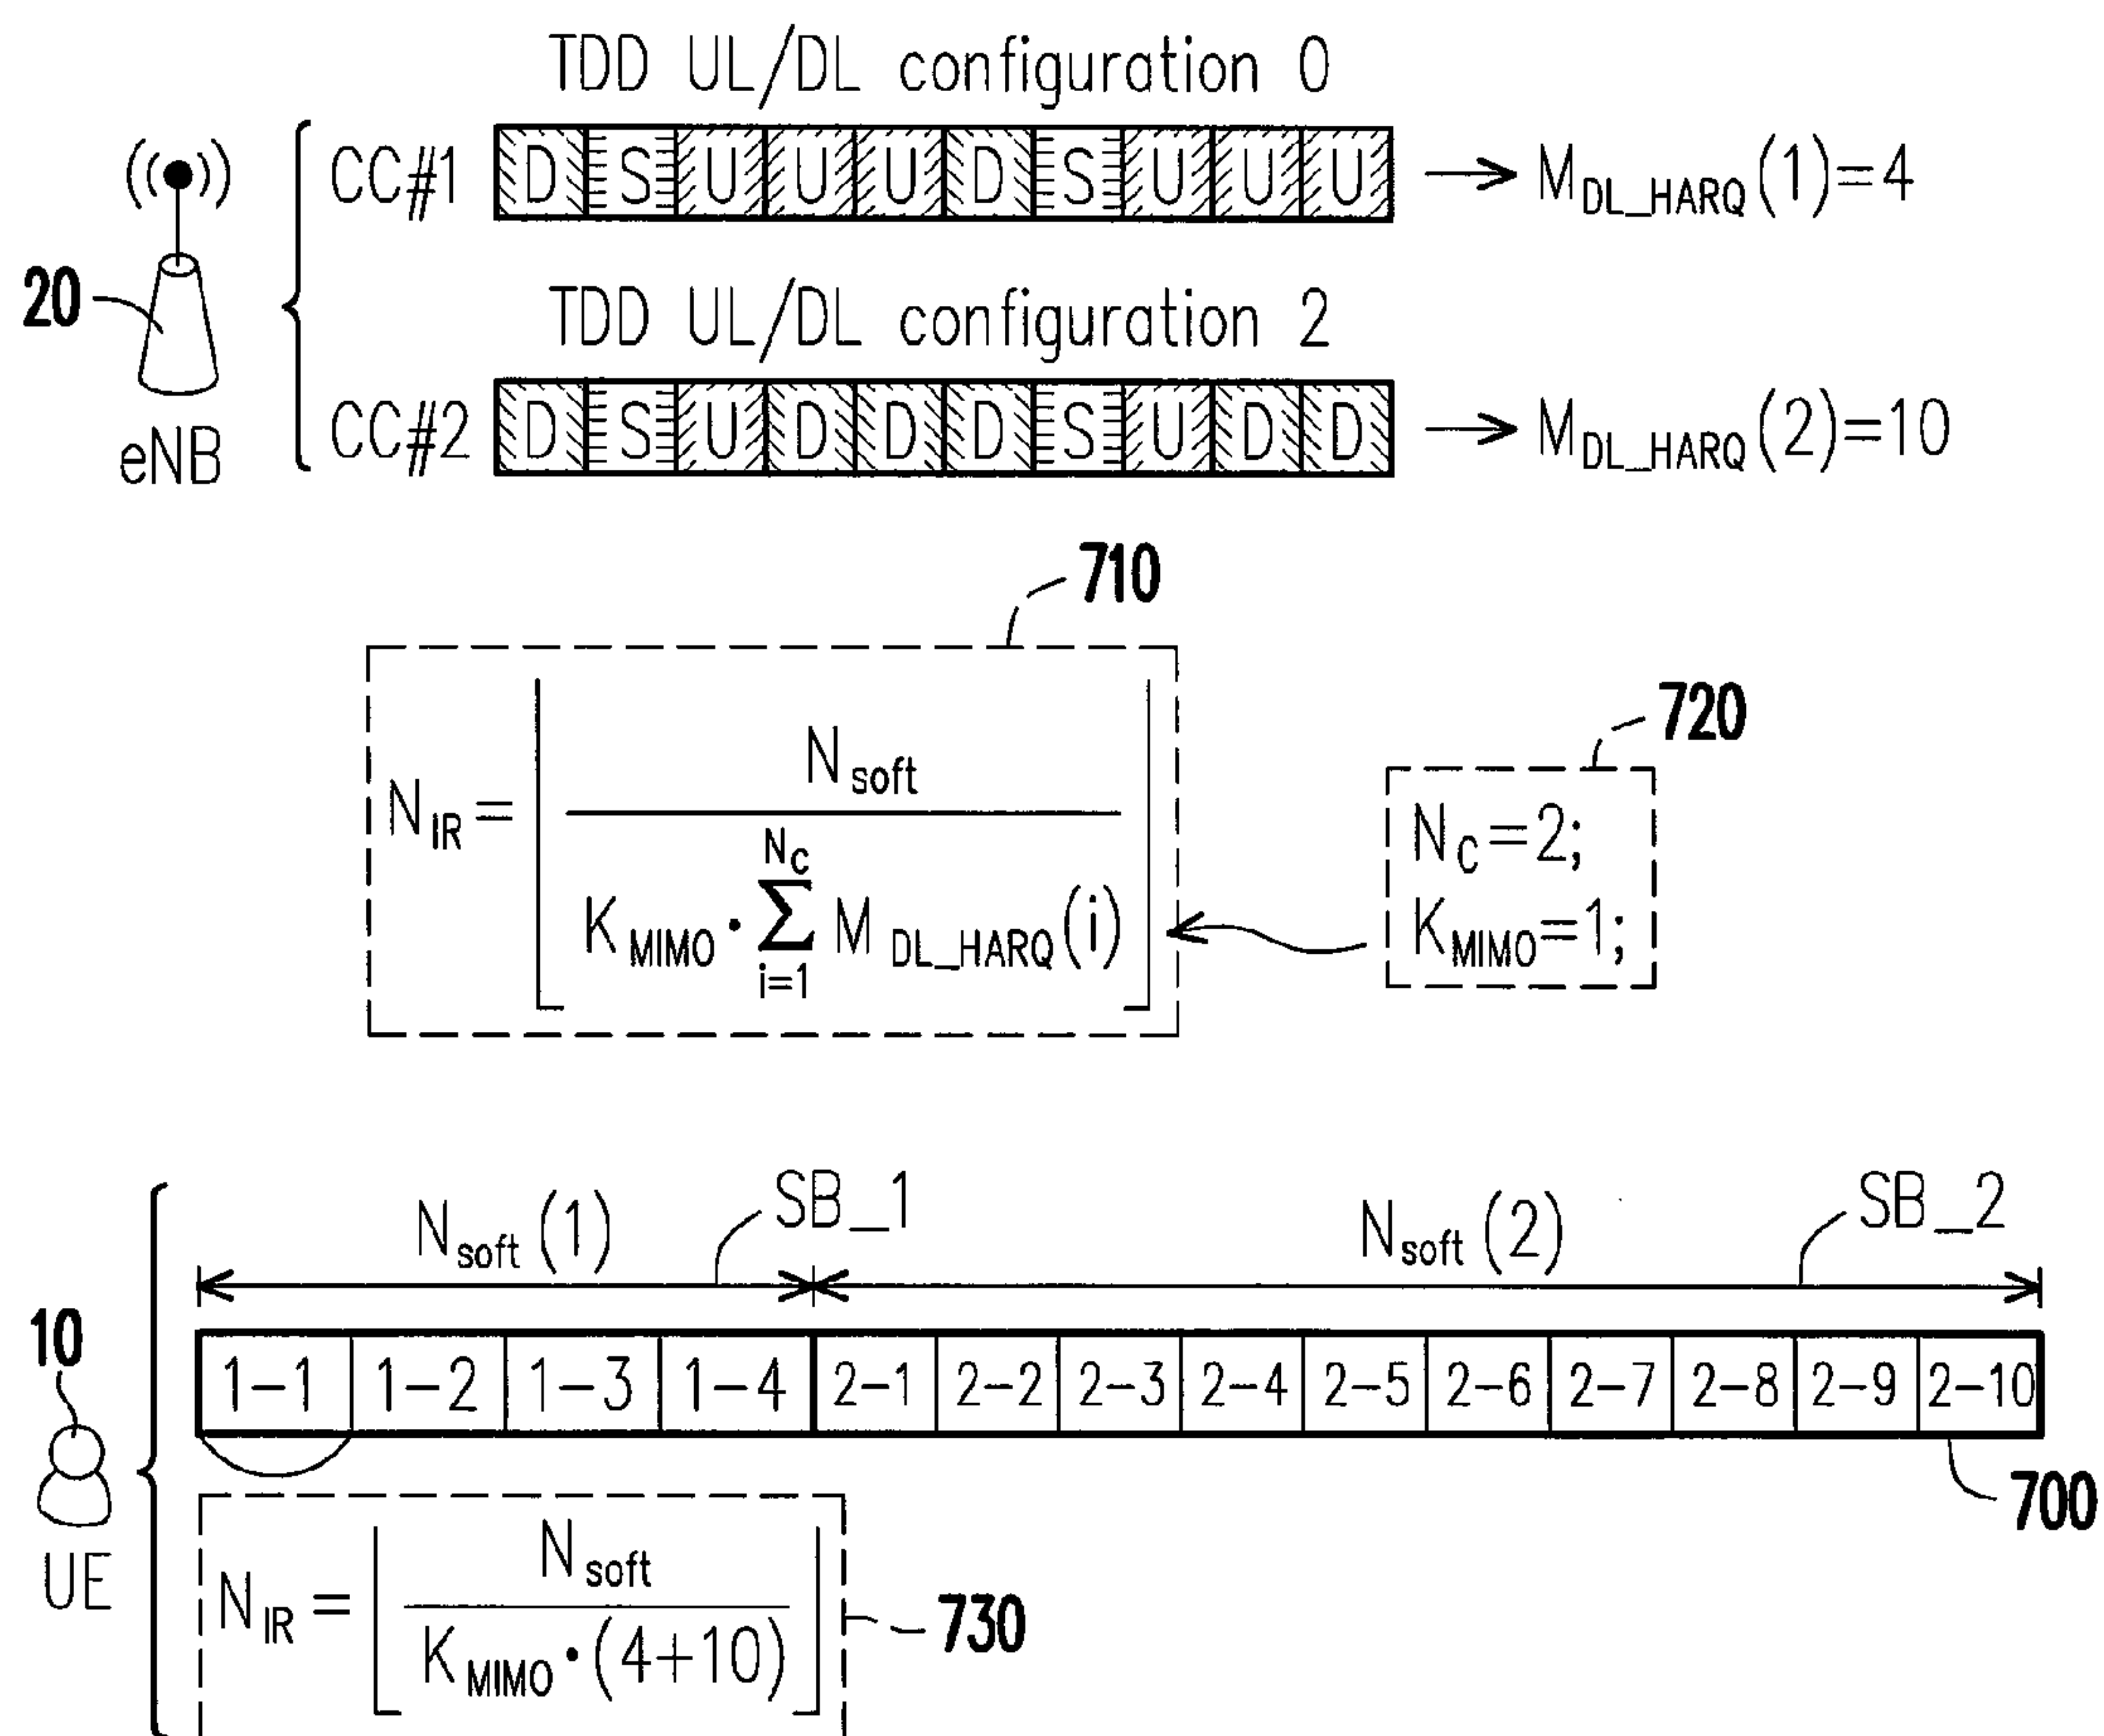 TDD UL/DL configuration 0
CC#1 D S U U U D S U U U → M_DL_HARQ(1)=4
20
TDD UL/DL configuration 2
eNB
CC#2 D S U D D D S U D D → M_DL_HARQ(2)=10
710
720
N_IR = ⌊ N_soft / ( K_MIMO · Σ_{i=1}^{N_C} M_DL_HARQ(i) ) ⌋
N_C=2;
K_MIMO=1;
N_soft(1) SB_1 N_soft(2) SB_2
10
1-1 1-2 1-3 1-4 2-1 2-2 2-3 2-4 2-5 2-6 2-7 2-8 2-9 2-10
700
UE
N_IR = ⌊ N_soft / ( K_MIMO · (4+10) ) ⌋
730